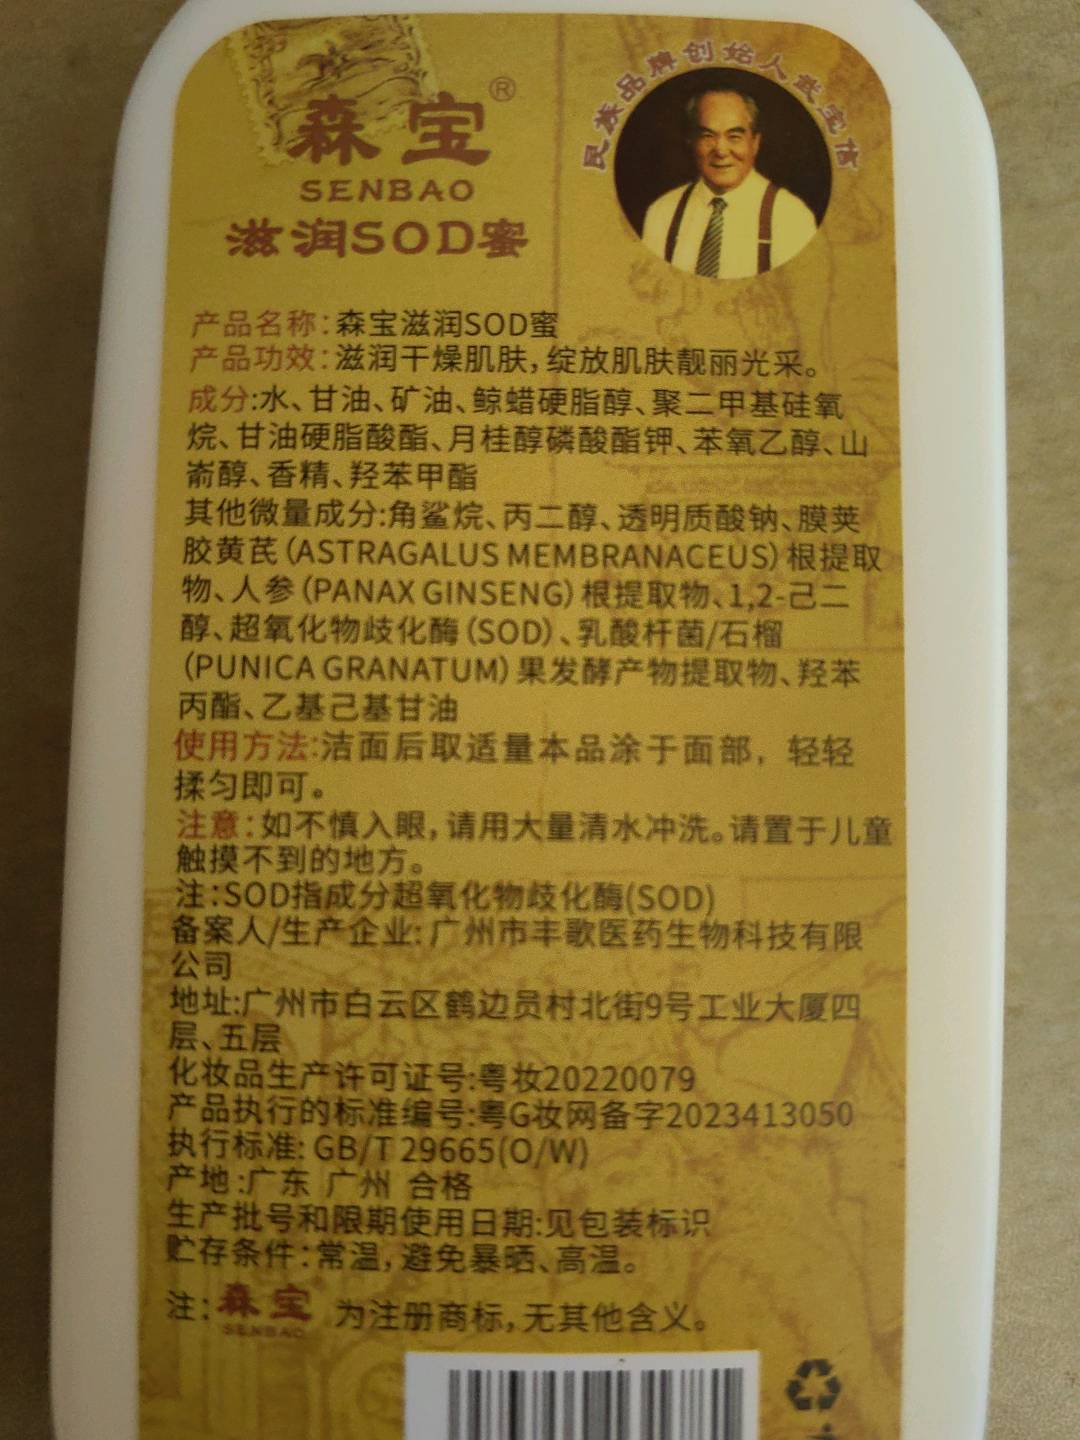 森宝®
SENBAO
滋润SOD蜜
民族品牌创始人武宝信
产品名称：森宝滋润SOD蜜
产品功效：滋润干燥肌肤，绽放肌肤靓丽光采。
成分:水、甘油、矿油、鲸蜡硬脂醇、聚二甲基硅氧
烷、甘油硬脂酸酯、月桂醇磷酸酯钾、苯氧乙醇、山
嵛醇、香精、羟苯甲酯
其他微量成分:角鲨烷、丙二醇、透明质酸钠、膜荚
胶黄芪（ASTRAGALUS MEMBRANACEUS）根提取
物、人参（PANAX GINSENG）根提取物、1,2-己二
醇、超氧化物歧化酶（SOD）、乳酸杆菌/石榴
（PUNICA GRANATUM）果发酵产物提取物、羟苯
丙酯、乙基己基甘油
使用方法:洁面后取适量本品涂于面部，轻轻
揉匀即可。
注意：如不慎入眼，请用大量清水冲洗。请置于儿童
触摸不到的地方。
注：SOD指成分超氧化物歧化酶(SOD)
备案人/生产企业：广州市丰歌医药生物科技有限
公司
地址:广州市白云区鹤边员村北街9号工业大厦四
层、五层
化妆品生产许可证号:粤妆20220079
产品执行的标准编号:粤G妆网备字2023413050
执行标准: GB/T 29665(O/W)
产地:广东 广州 合格
生产批号和限期使用日期:见包装标识
贮存条件：常温，避免暴晒、高温。
注：森宝 为注册商标，无其他含义。
SENBAO